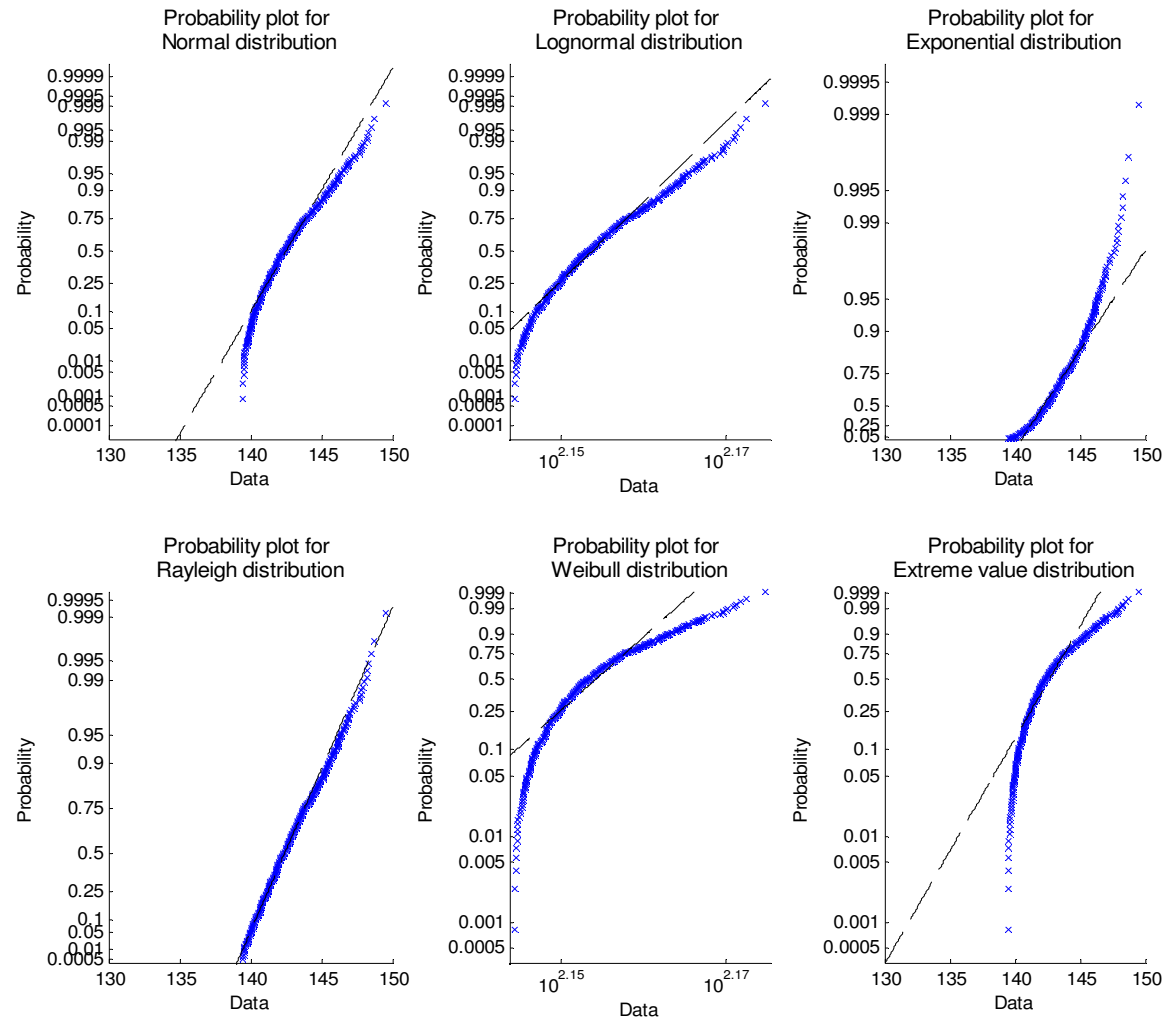 Probability plot for
Normal distribution
0.9999
0.9995
0.999
0.995
0.99
0.95
0.9
0.75
0.5
0.25
0.1
0.05
0.01
0.005
0.001
0.0005
0.0001
Probability
130 135 140 145 150
Data
Probability plot for
Lognormal distribution
0.9999
0.9995
0.999
0.995
0.99
0.95
0.9
0.75
0.5
0.25
0.1
0.05
0.01
0.005
0.001
0.0005
0.0001
Probability
10^2.15 10^2.17
Data
Probability plot for
Exponential distribution
0.9995
0.999
0.995
0.99
0.95
0.9
0.75
0.5
0.25
0.05
Probability
130 135 140 145 150
Data
Probability plot for
Rayleigh distribution
0.9995
0.999
0.995
0.99
0.95
0.9
0.75
0.5
0.25
0.1
0.05
0.01
0.0005
Probability
130 135 140 145 150
Data
Probability plot for
Weibull distribution
0.999
0.99
0.9
0.75
0.5
0.25
0.1
0.05
0.01
0.005
0.001
0.0005
Probability
10^2.15 10^2.17
Data
Probability plot for
Extreme value distribution
0.999
0.99
0.9
0.75
0.5
0.25
0.1
0.05
0.01
0.005
0.001
0.0005
Probability
130 135 140 145 150
Data